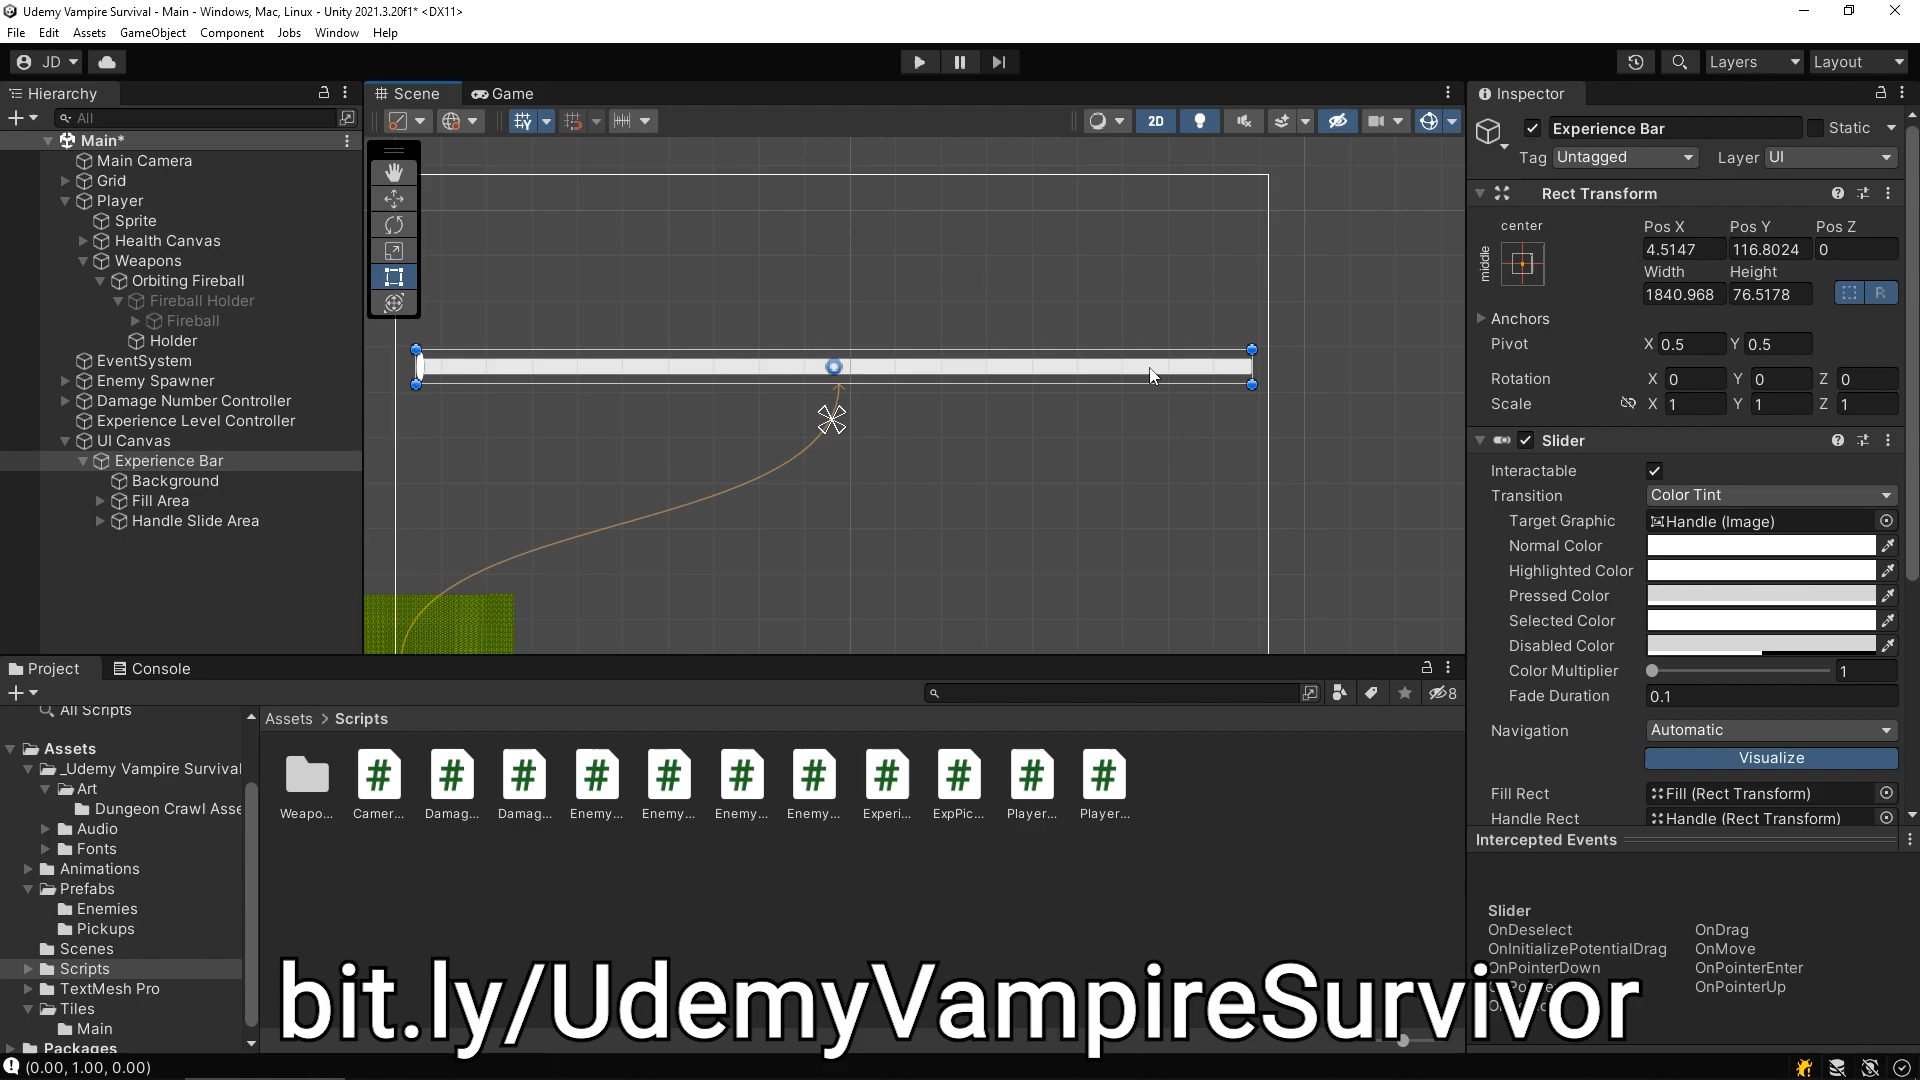 Udemy Vampire Survival - Main - Windows, Mac, Linux - Unity 2021.3.20f1* <DX11>
File Edit Assets GameObject Component Jobs Window Help
JD
Layers
Layout
Hierarchy
All
Main*
Main Camera
Grid
Player
Sprite
Health Canvas
Weapons
Orbiting Fireball
Fireball Holder
Fireball
Holder
EventSystem
Enemy Spawner
Damage Number Controller
Experience Level Controller
UI Canvas
Experience Bar
Background
Fill Area
Handle Slide Area
Scene
Game
2D
Inspector
Experience Bar
Static
Tag Untagged
Layer UI
Rect Transform
center
middle
Pos X Pos Y Pos Z
4.5147 116.8024 0
Width Height
1840.968 76.5178
R
Anchors
Pivot X 0.5 Y 0.5
Rotation X 0 Y 0 Z 0
Scale X 1 Y 1 Z 1
Slider
Interactable
Transition Color Tint
Target Graphic Handle (Image)
Normal Color
Highlighted Color
Pressed Color
Selected Color
Disabled Color
Color Multiplier 1
Fade Duration 0.1
Navigation Automatic
Visualize
Fill Rect Fill (Rect Transform)
Handle Rect Handle (Rect Transform)
Intercepted Events
Slider
OnDeselect OnDrag
OnInitializePotentialDrag OnMove
OnPointerDown OnPointerEnter
OnPointerUp
Project
Console
8
All Scripts
Assets
_Udemy Vampire Survival
Art
Dungeon Crawl Asse
Audio
Fonts
Animations
Prefabs
Enemies
Pickups
Scenes
Scripts
TextMesh Pro
Tiles
Main
Packages
Assets > Scripts
Weapo... Camer... Damag... Damag... Enemy... Enemy... Enemy... Enemy... Experi... ExpPic... Player... Player...
bit.ly/UdemyVampireSurvivor
(0.00, 1.00, 0.00)